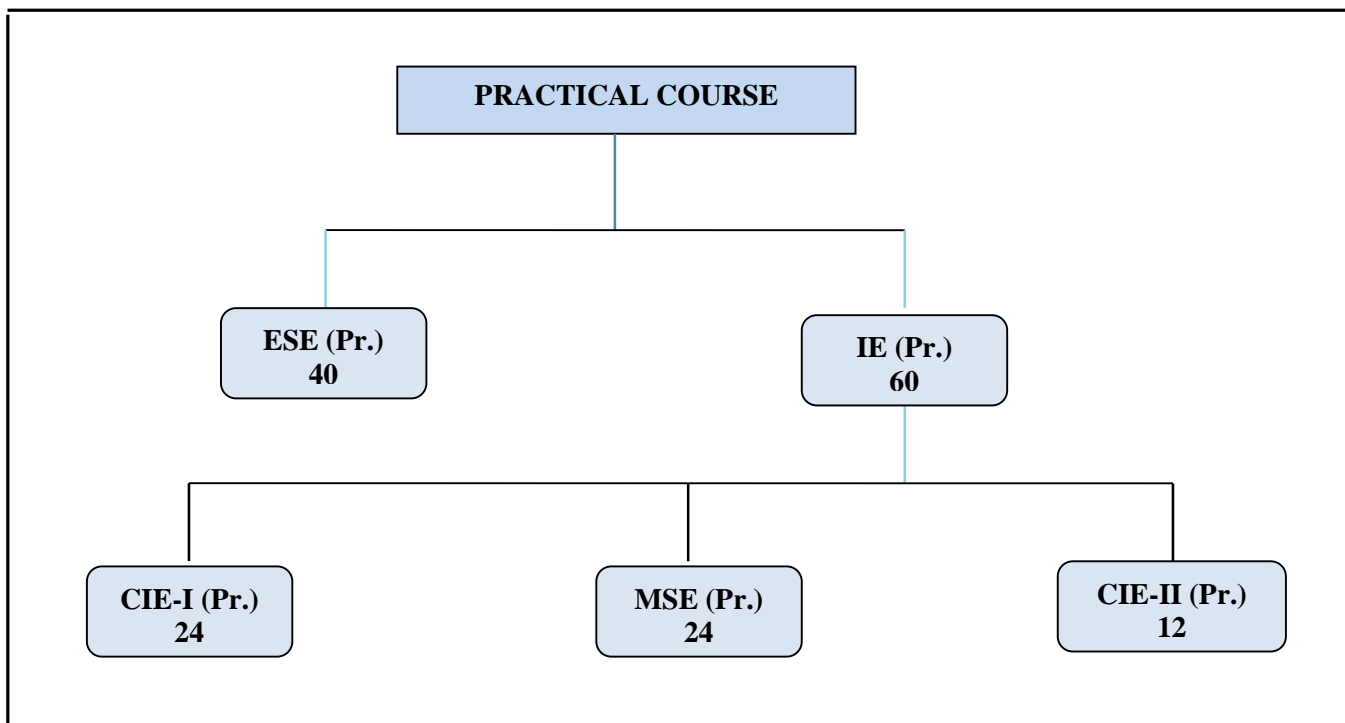 PRACTICAL COURSE
ESE (Pr.)
40
IE (Pr.)
60
CIE-I (Pr.)
24
MSE (Pr.)
24
CIE-II (Pr.)
12